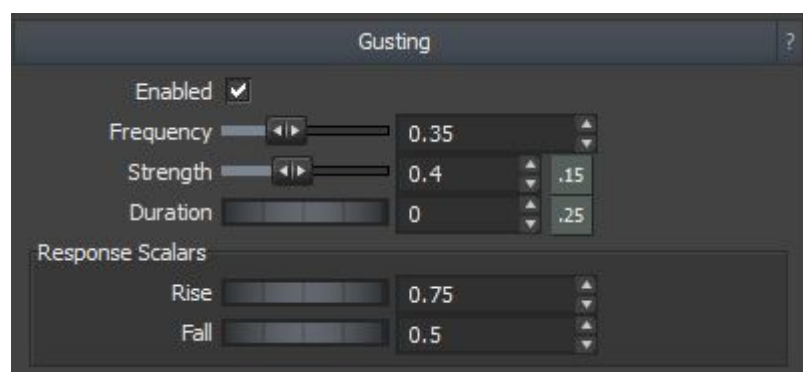 Gusting ?
Enabled
Frequency 0.35
Strength 0.4 .15
Duration 0 .25
Response Scalars
Rise 0.75
Fall 0.5